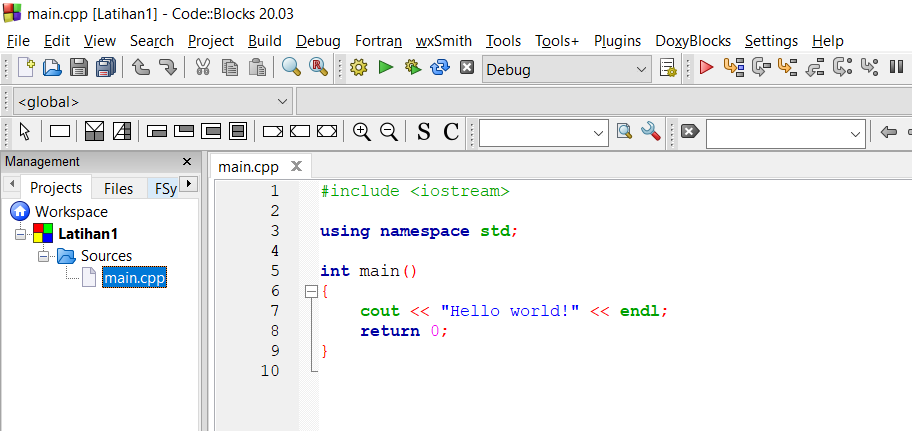 main.cpp [Latihan1] - Code::Blocks 20.03
File Edit View Search Project Build Debug Fortran wxSmith Tools Tools+ Plugins DoxyBlocks Settings Help
Debug
<global>
S C
Management
Projects Files FSy
Workspace
Latihan1
Sources
main.cpp
main.cpp
1 #include <iostream>
2
3 using namespace std;
4
5 int main()
6 {
7 cout << "Hello world!" << endl;
8 return 0;
9 }
10